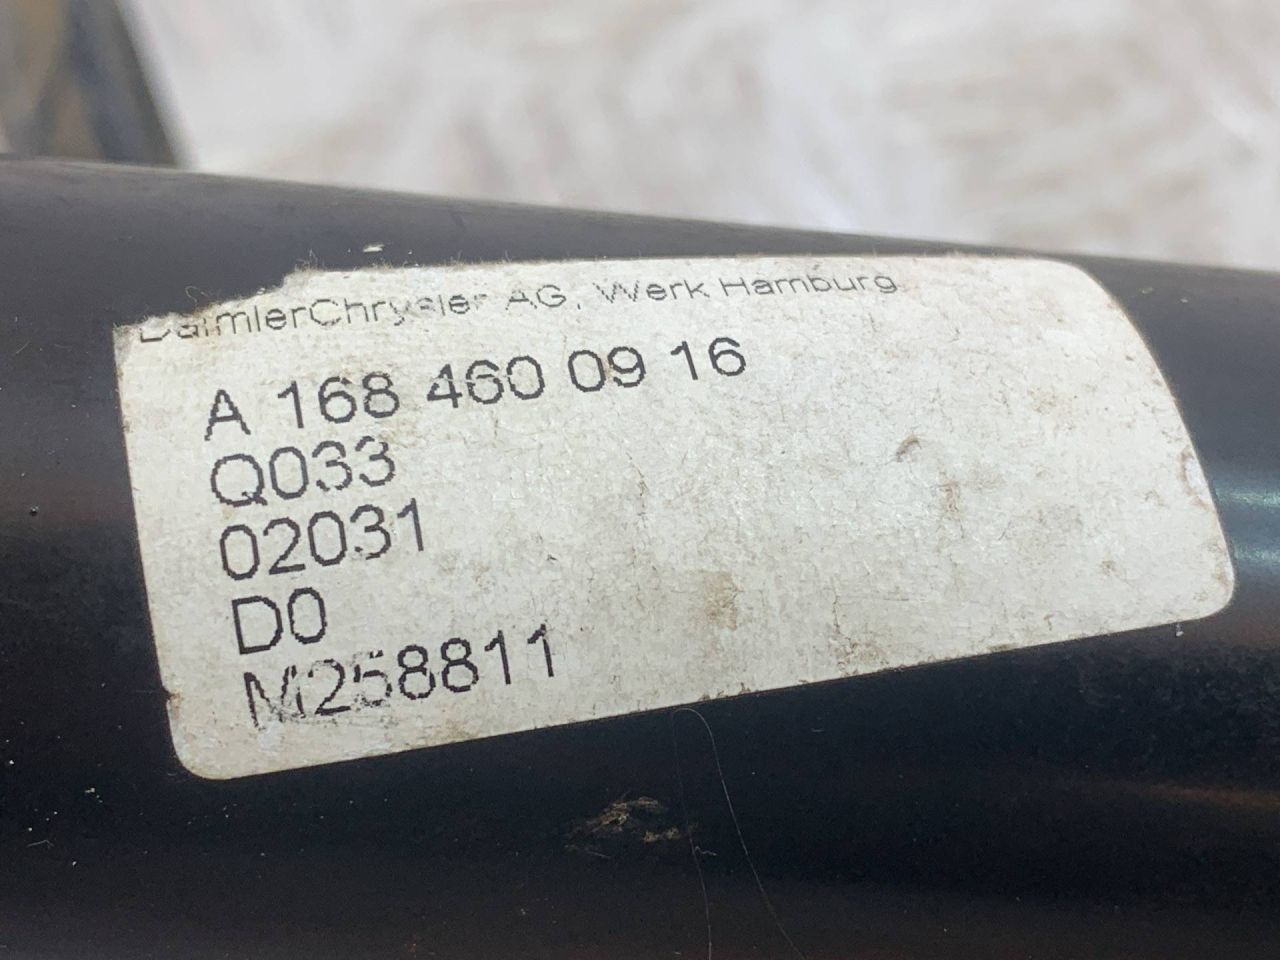 DaimlerChrysler AG, Werk Hamburg
A 168 460 09 16
Q033
02031
D0
M258811